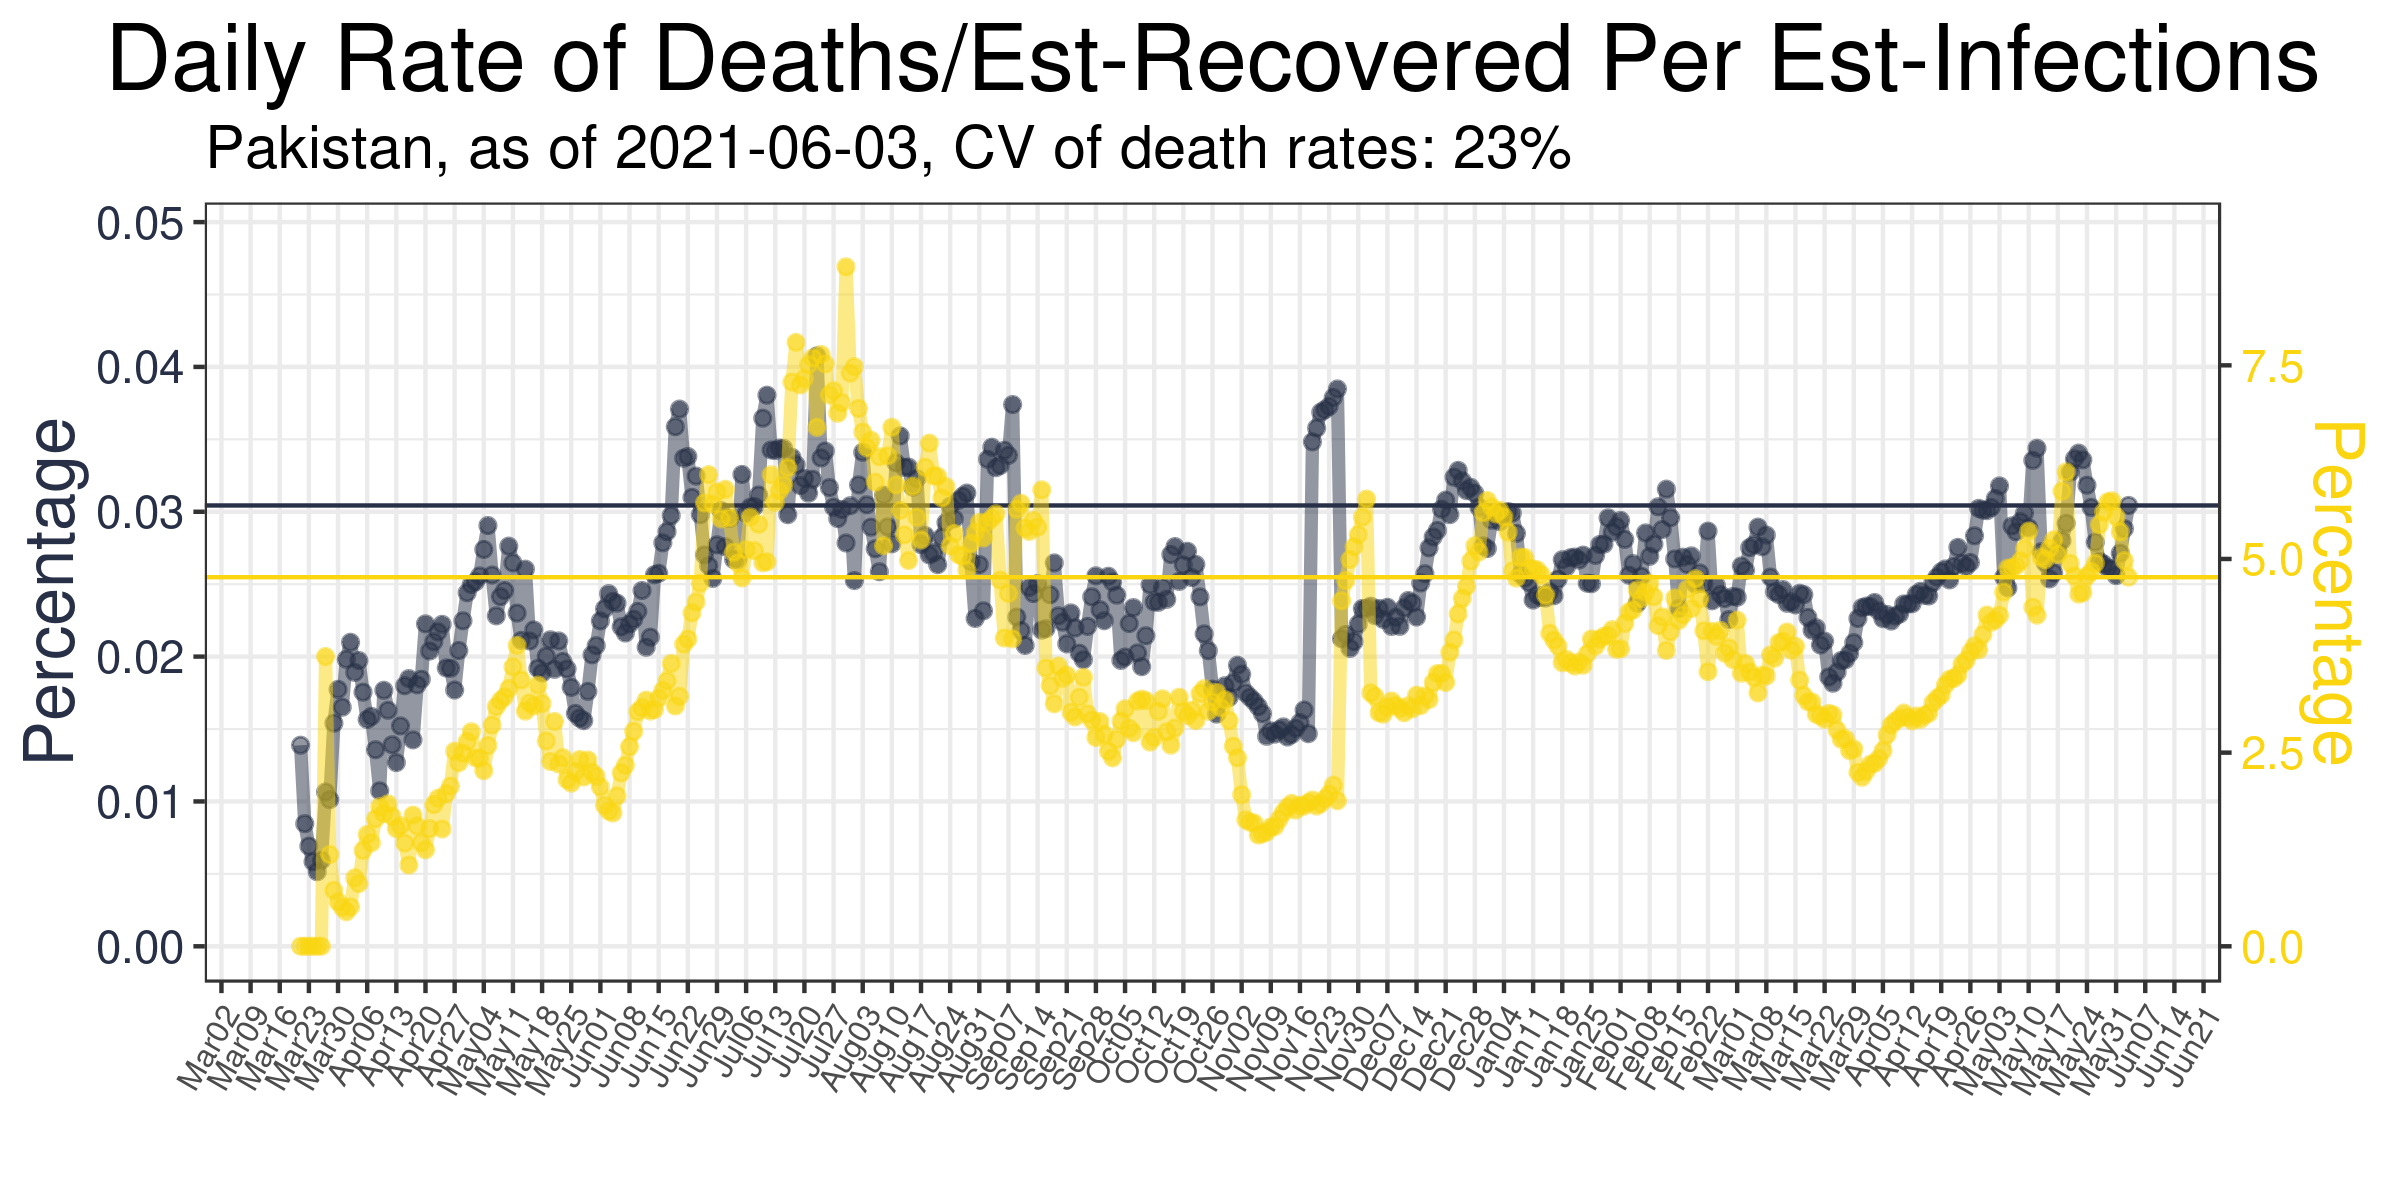 Daily Rate of Deaths/Est-Recovered Per Est-Infections
Pakistan, as of 2021-06-03, CV of death rates: 23%
Percentage
0.05
0.04
0.03
0.02
0.01
0.00
7.5
5.0
2.5
0.0
Percentage
Mar02 Mar09 Mar16 Mar23 Mar30 Apr06 Apr13 Apr20 Apr27 May04 May11 May18 May25 Jun01 Jun08 Jun15 Jun22 Jun29 Jul06 Jul13 Jul20 Jul27 Aug03 Aug10 Aug17 Aug24 Aug31 Sep07 Sep14 Sep21 Sep28 Oct05 Oct12 Oct19 Oct26 Nov02 Nov09 Nov16 Nov23 Nov30 Dec07 Dec14 Dec21 Dec28 Jan04 Jan11 Jan18 Jan25 Feb01 Feb08 Feb15 Feb22 Mar01 Mar08 Mar15 Mar22 Mar29 Apr05 Apr12 Apr19 Apr26 May03 May10 May17 May24 May31 Jun07 Jun14 Jun21